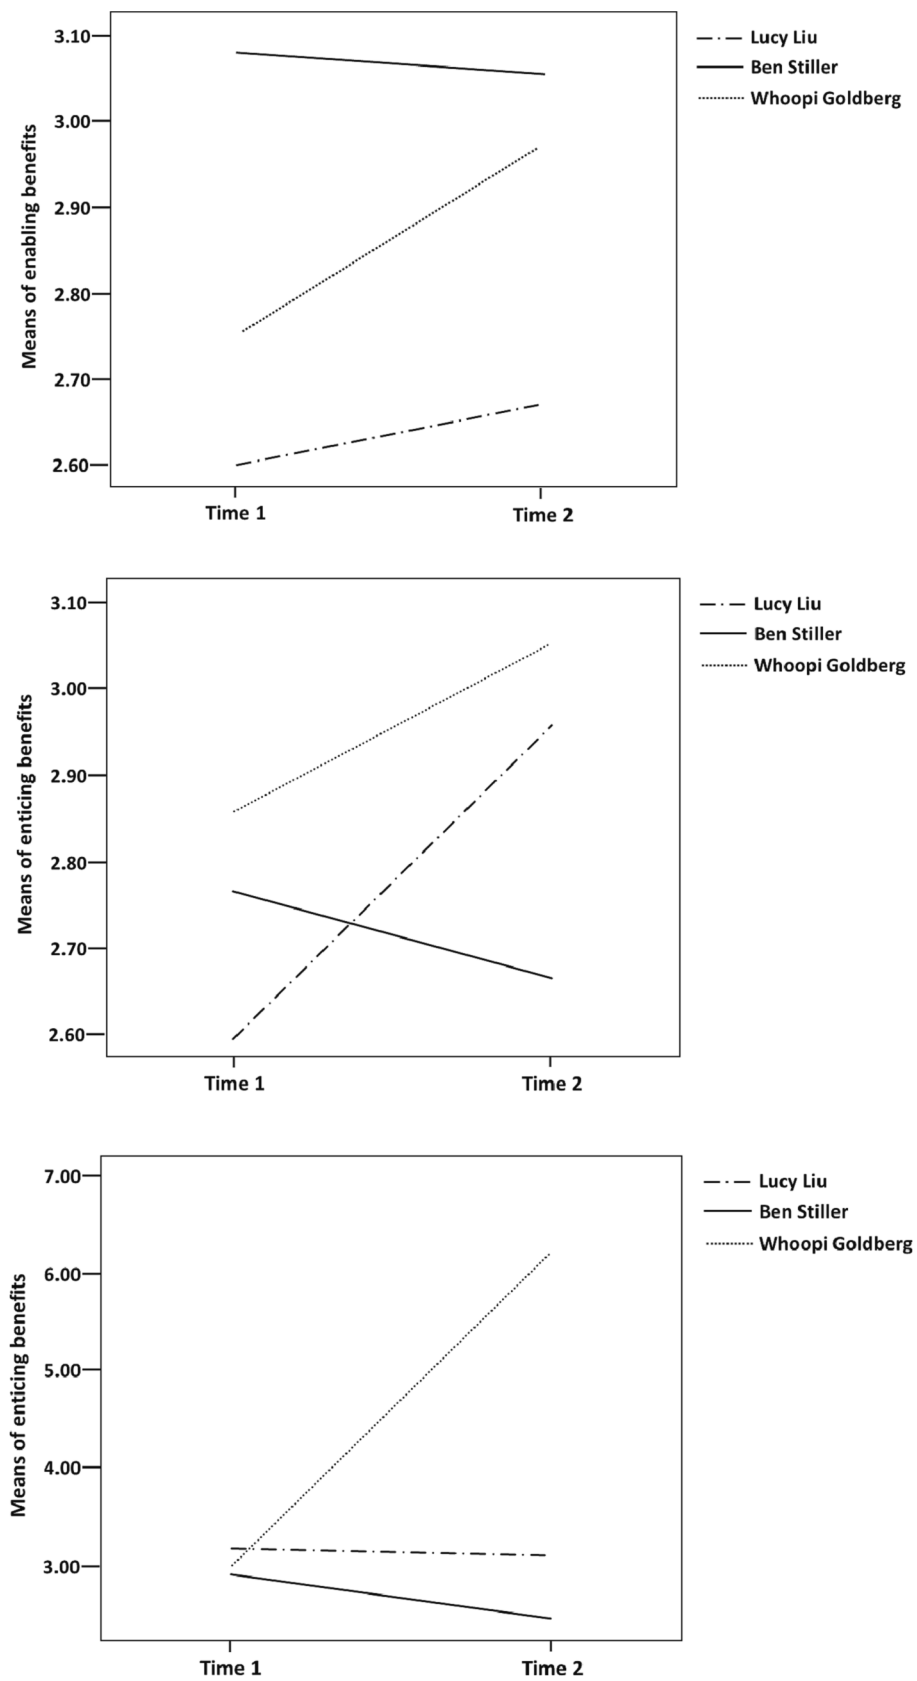 Means of enabling benefits
3.10
3.00
2.90
2.80
2.70
2.60
Time 1
Time 2
Lucy Liu
Ben Stiller
Whoopi Goldberg
Means of enticing benefits
3.10
3.00
2.90
2.80
2.70
2.60
Time 1
Time 2
Lucy Liu
Ben Stiller
Whoopi Goldberg
Means of enticing benefits
7.00
6.00
5.00
4.00
3.00
Time 1
Time 2
Lucy Liu
Ben Stiller
Whoopi Goldberg